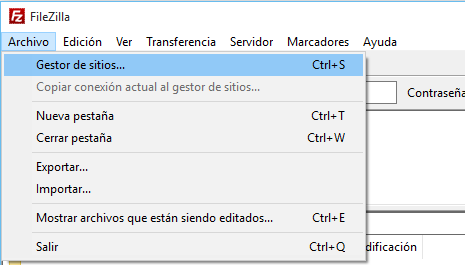 FileZilla
Archivo Edición Ver Transferencia Servidor Marcadores Ayuda
Gestor de sitios... Ctrl+S
Copiar conexión actual al gestor de sitios...
Contraseña
Nueva pestaña Ctrl+T
Cerrar pestaña Ctrl+W
Exportar...
Importar...
Mostrar archivos que están siendo editados... Ctrl+E
Salir Ctrl+Q
dificación